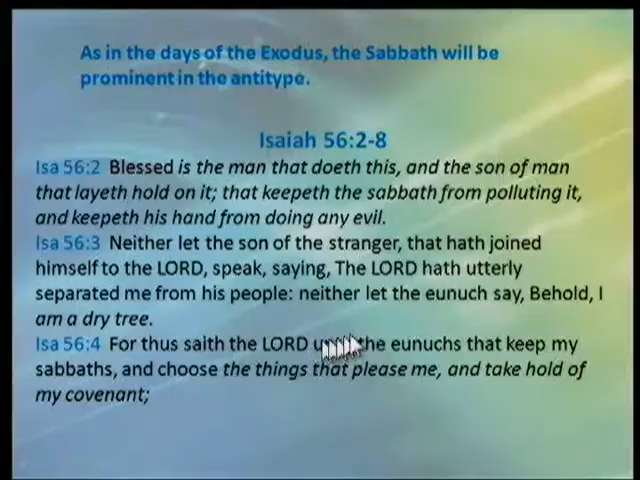 As in the days of the Exodus, the Sabbath will be
prominent in the antitype.
Isaiah 56:2-8
Isa 56:2 Blessed is the man that doeth this, and the son of man
that layeth hold on it; that keepeth the sabbath from polluting it,
and keepeth his hand from doing any evil.
Isa 56:3 Neither let the son of the stranger, that hath joined
himself to the LORD, speak, saying, The LORD hath utterly
separated me from his people: neither let the eunuch say, Behold, I
am a dry tree.
Isa 56:4 For thus saith the LORD the eunuchs that keep my
sabbaths, and choose the things that please me, and take hold of
my covenant;